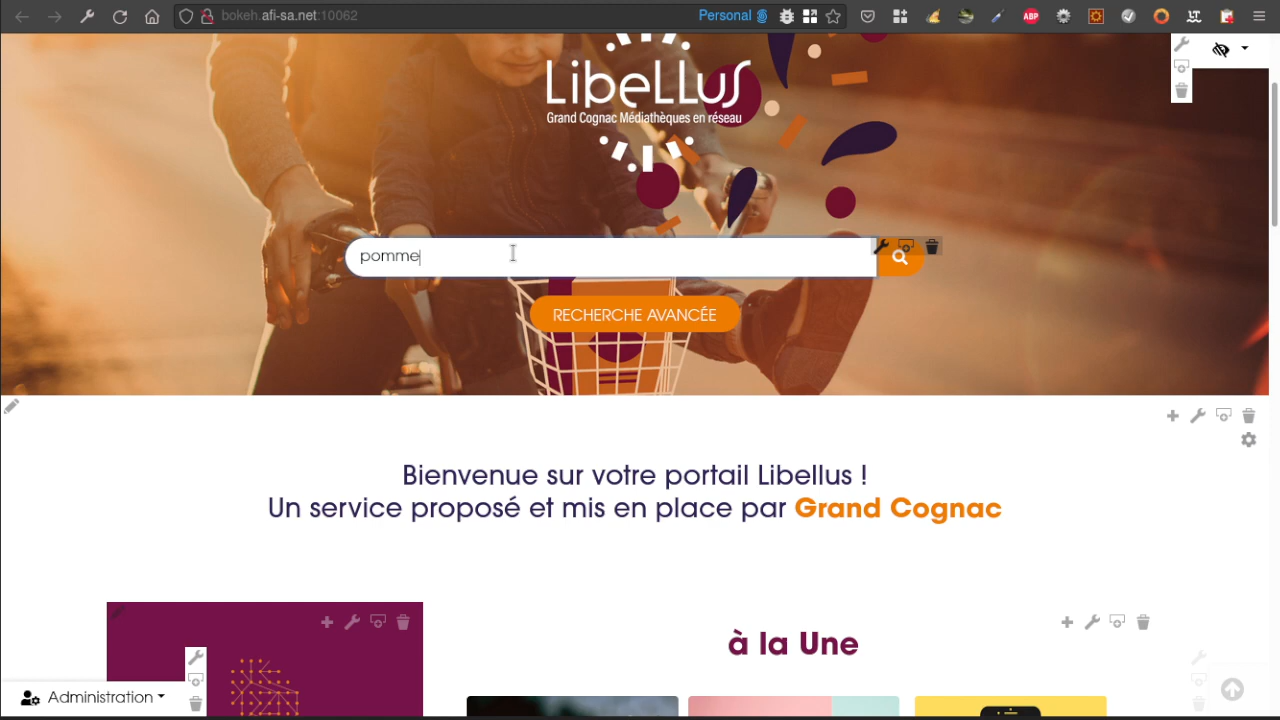 bokeh.afi-sa.net:10062
Personal
ABP
LibeLLuS
Grand Cognac Médiathèques en réseau
pomme
RECHERCHE AVANCÉE
Bienvenue sur votre portail Libellus !
Un service proposé et mis en place par Grand Cognac
à la Une
Administration